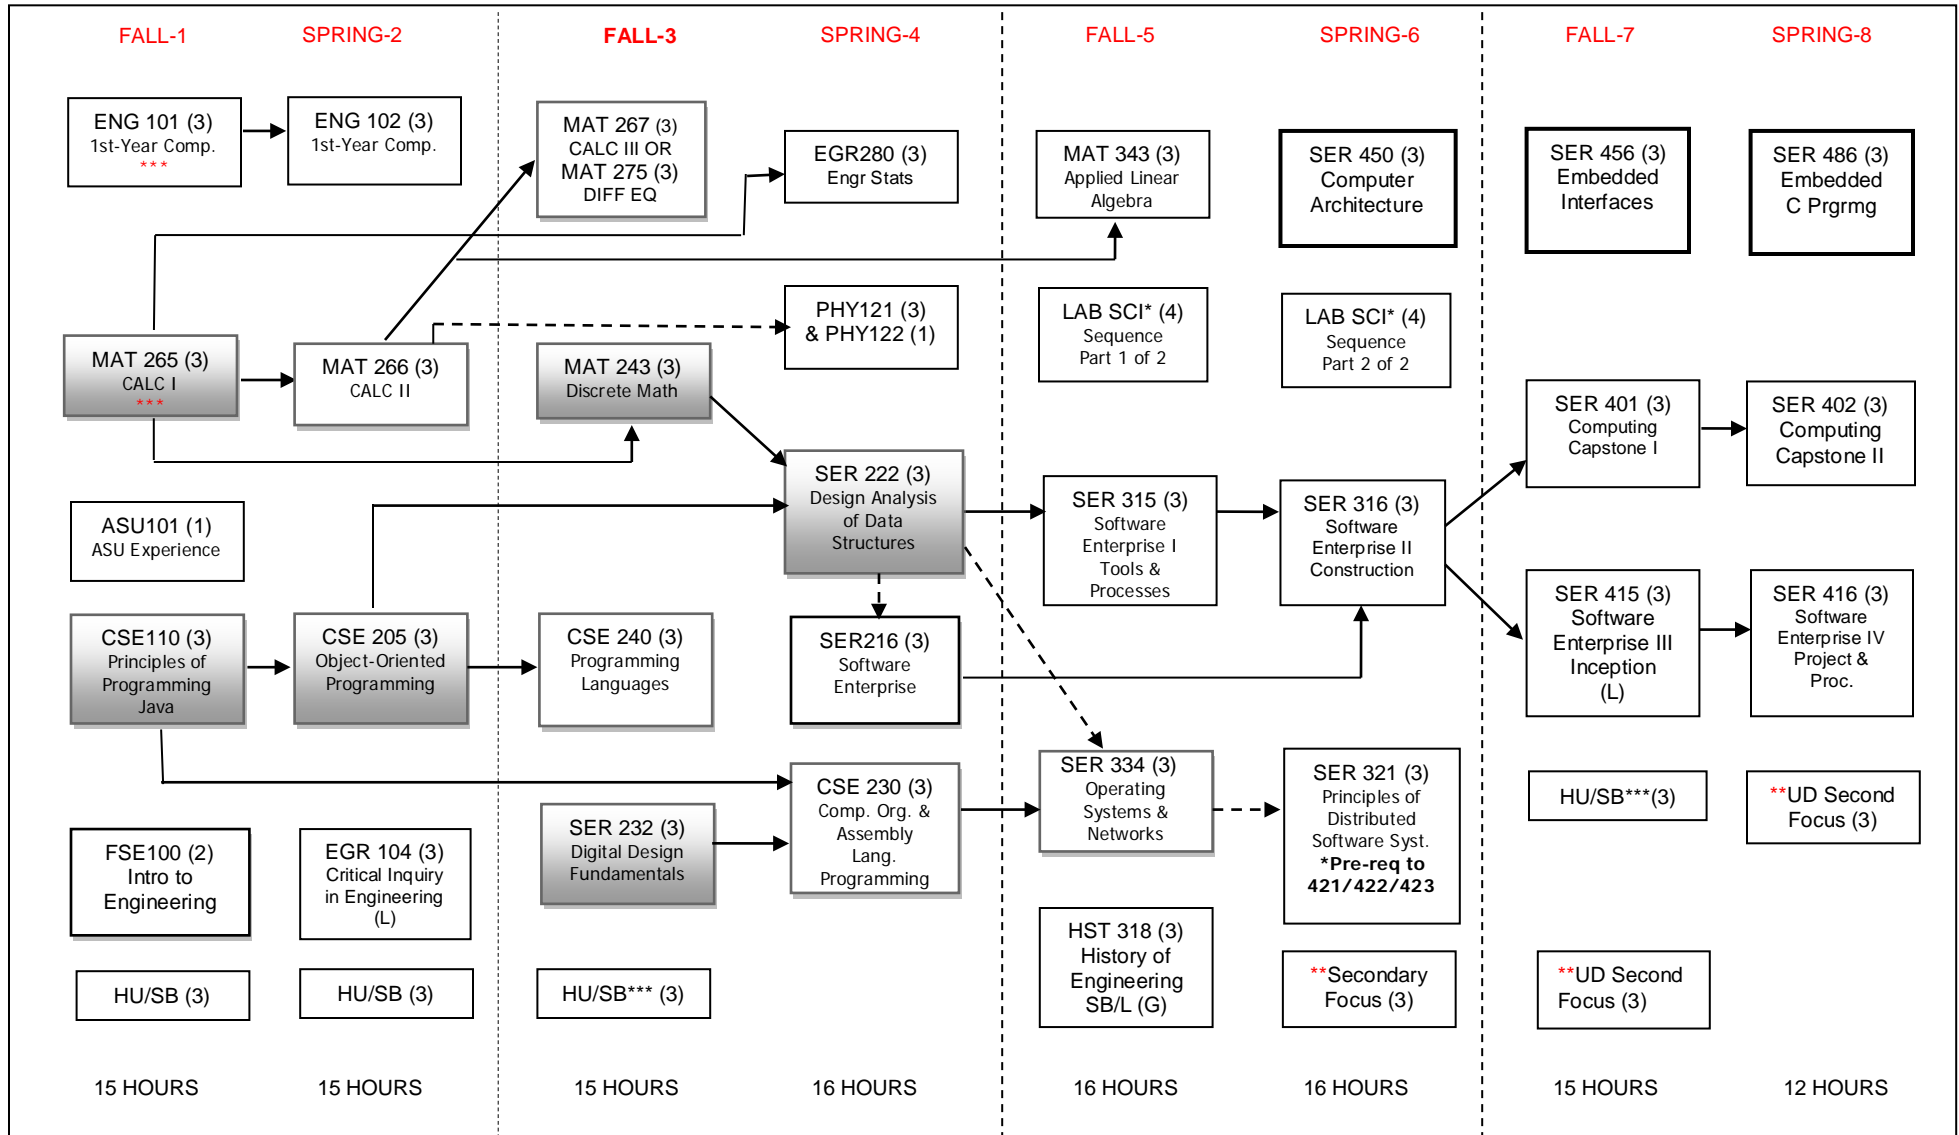 FALL-1
SPRING-2
FALL-3
SPRING-4
FALL-5
SPRING-6
FALL-7
SPRING-8
ENG 101 (3)
1st-Year Comp.
***
ENG 102 (3)
1st-Year Comp.
MAT 267 (3)
CALC III OR
MAT 275 (3)
DIFF EQ
EGR280 (3)
Engr Stats
MAT 343 (3)
Applied Linear
Algebra
SER 450 (3)
Computer
Architecture
SER 456 (3)
Embedded
Interfaces
SER 486 (3)
Embedded
C Prgrmg
MAT 265 (3)
CALC I
***
MAT 266 (3)
CALC II
MAT 243 (3)
Discrete Math
PHY121 (3)
& PHY122 (1)
LAB SCI* (4)
Sequence
Part 1 of 2
LAB SCI* (4)
Sequence
Part 2 of 2
SER 401 (3)
Computing
Capstone I
SER 402 (3)
Computing
Capstone II
ASU101 (1)
ASU Experience
SER 222 (3)
Design Analysis
of Data
Structures
SER 315 (3)
Software
Enterprise I
Tools &
Processes
SER 316 (3)
Software
Enterprise II
Construction
SER 415 (3)
Software
Enterprise III
Inception
(L)
SER 416 (3)
Software
Enterprise IV
Project &
Proc.
CSE110 (3)
Principles of
Programming
Java
CSE 205 (3)
Object-Oriented
Programming
CSE 240 (3)
Programming
Languages
SER216 (3)
Software
Enterprise
FSE100 (2)
Intro to
Engineering
EGR 104 (3)
Critical Inquiry
in Engineering
(L)
SER 232 (3)
Digital Design
Fundamentals
CSE 230 (3)
Comp. Org. &
Assembly
Lang.
Programming
SER 334 (3)
Operating
Systems &
Networks
SER 321 (3)
Principles of
Distributed
Software Syst.
*Pre-req to
421/422/423
HU/SB***(3)
**UD Second
Focus (3)
HU/SB (3)
HU/SB (3)
HU/SB*** (3)
HST 318 (3)
History of
Engineering
SB/L (G)
**Secondary
Focus (3)
**UD Second
Focus (3)
15 HOURS
15 HOURS
15 HOURS
16 HOURS
16 HOURS
16 HOURS
15 HOURS
12 HOURS